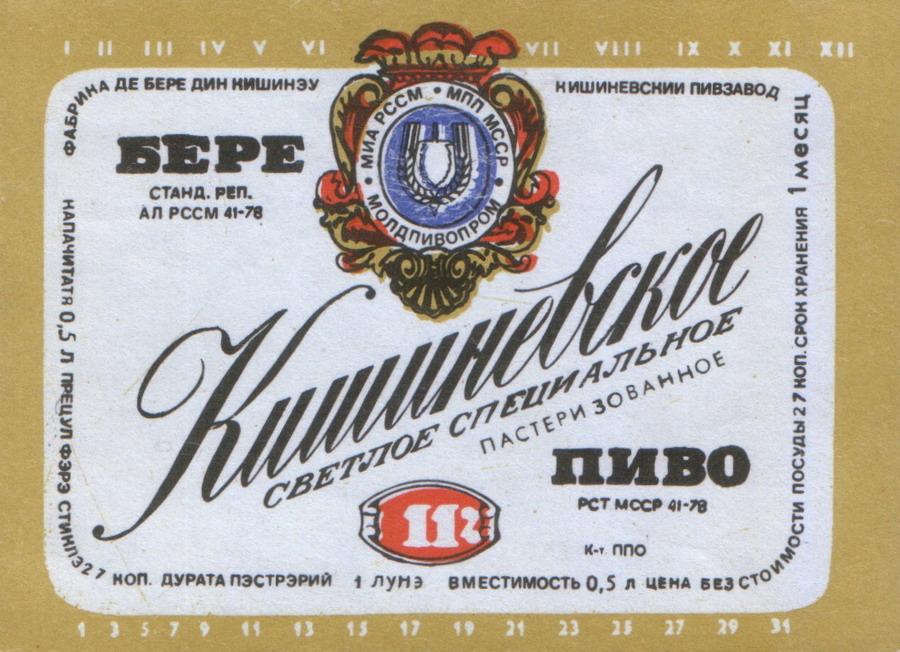 I II III IV V VI VII VIII IX X XI XII
ФАБРИКА ДЕ БЕРЕ ДИН КИШИНЭУ
КИШИНЕВСКИЙ ПИВЗАВОД
МИА РССМ • МПП МССР •
МОЛДПИВОПРОМ
БЕРЕ
СТАНД. РЕП.
АЛ РССМ 41-78
Кишиневское
СВЕТЛОЕ СПЕЦИАЛЬНОЕ
ПАСТЕРИЗОВАННОЕ
ПИВО
РСТ МССР 41-78
11%
К-т ППО
КАПАЧИТАТЯ 0,5 Л ПРЕЦУЛ ФЭРЭ СТИКЛЭ 27 КОП. ДУРАТА ПЭСТРЭРИЙ 1 ЛУНЭ
ВМЕСТИМОСТЬ 0,5 л ЦЕНА БЕЗ СТОИМОСТИ ПОСУДЫ 27 КОП. СРОК ХРАНЕНИЯ 1 месяц
1 3 5 7 9 11 13 15 17 19 21 23 25 27 29 31